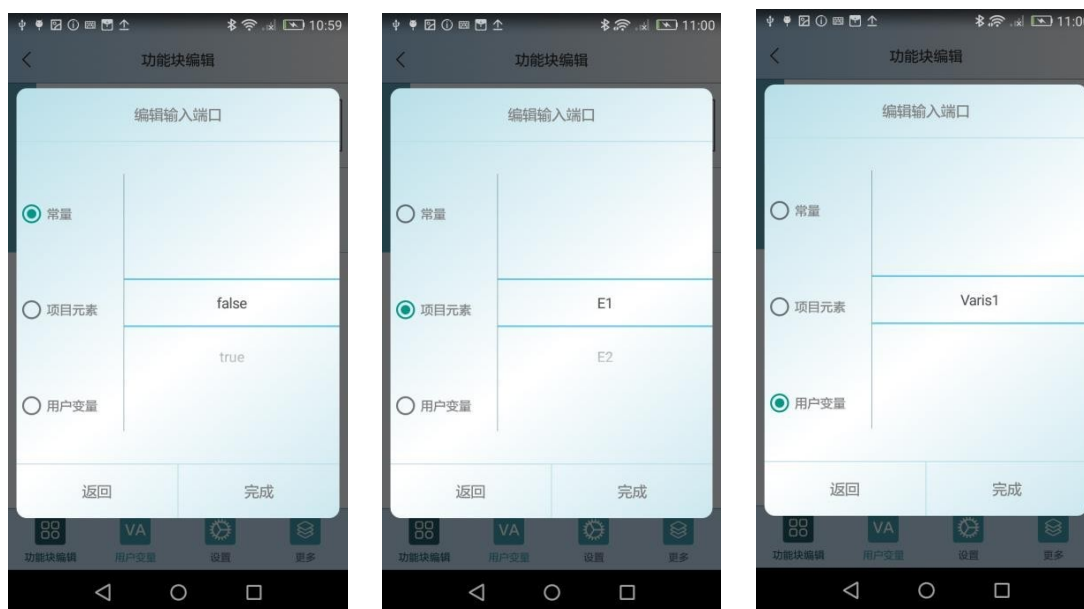 10:59
功能块编辑
编辑输入端口
常量
项目元素
false
true
用户变量
返回
完成
VA
功能块编辑
用户变量
设置
更多
11:00
功能块编辑
编辑输入端口
常量
项目元素
E1
E2
用户变量
返回
完成
VA
功能块编辑
用户变量
设置
更多
功能块编辑
编辑输入端口
常量
项目元素
Varis1
用户变量
返回
完成
VA
功能块编辑
用户变量
设置
更多